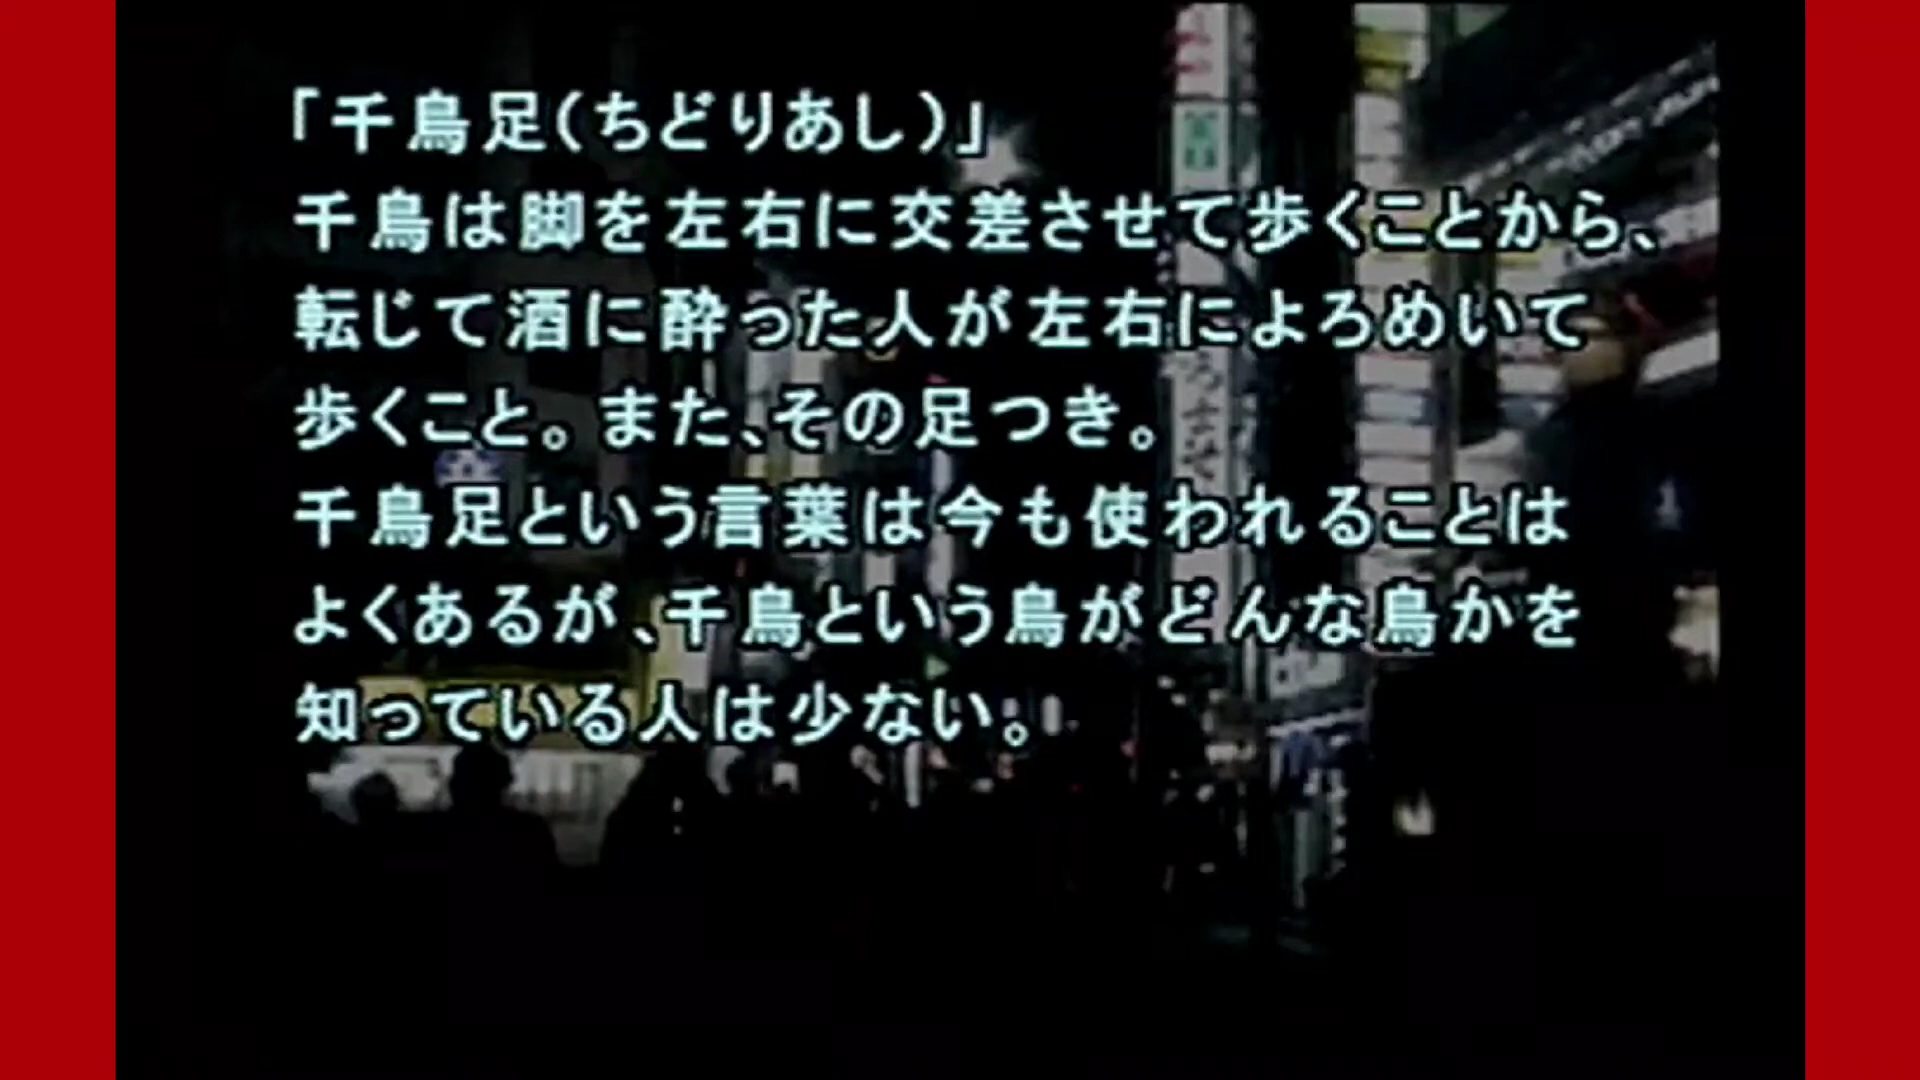 「千鳥足(ちどりあし)」
千鳥は脚を左右に交差させて歩くことから、
転じて酒に酔った人が左右によろめいて
歩くこと。また、その足つき。
千鳥足という言葉は今も使われることは
よくあるが、千鳥という鳥がどんな鳥かを
知っている人は少ない。